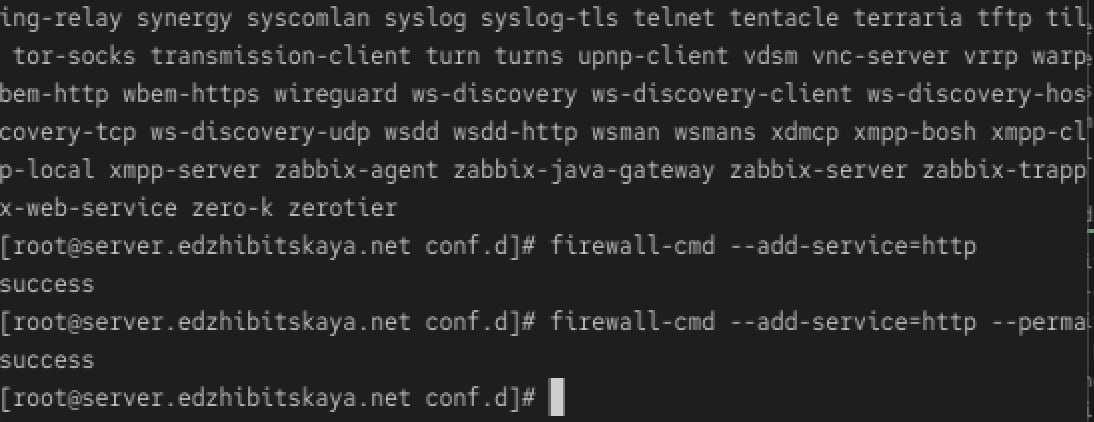 ing-relay synergy syscomlan syslog syslog-tls telnet tentacle terraria tftp til
tor-socks transmission-client turn turns upnp-client vdsm vnc-server vrrp warp
bem-http wbem-https wireguard ws-discovery ws-discovery-client ws-discovery-hos
covery-tcp ws-discovery-udp wsdd wsdd-http wsman wsmans xdmcp xmpp-bosh xmpp-cl
p-local xmpp-server zabbix-agent zabbix-java-gateway zabbix-server zabbix-trapp
x-web-service zero-k zerotier
[root@server.edzhibitskaya.net conf.d]# firewall-cmd --add-service=http
success
[root@server.edzhibitskaya.net conf.d]# firewall-cmd --add-service=http --perma
success
[root@server.edzhibitskaya.net conf.d]#